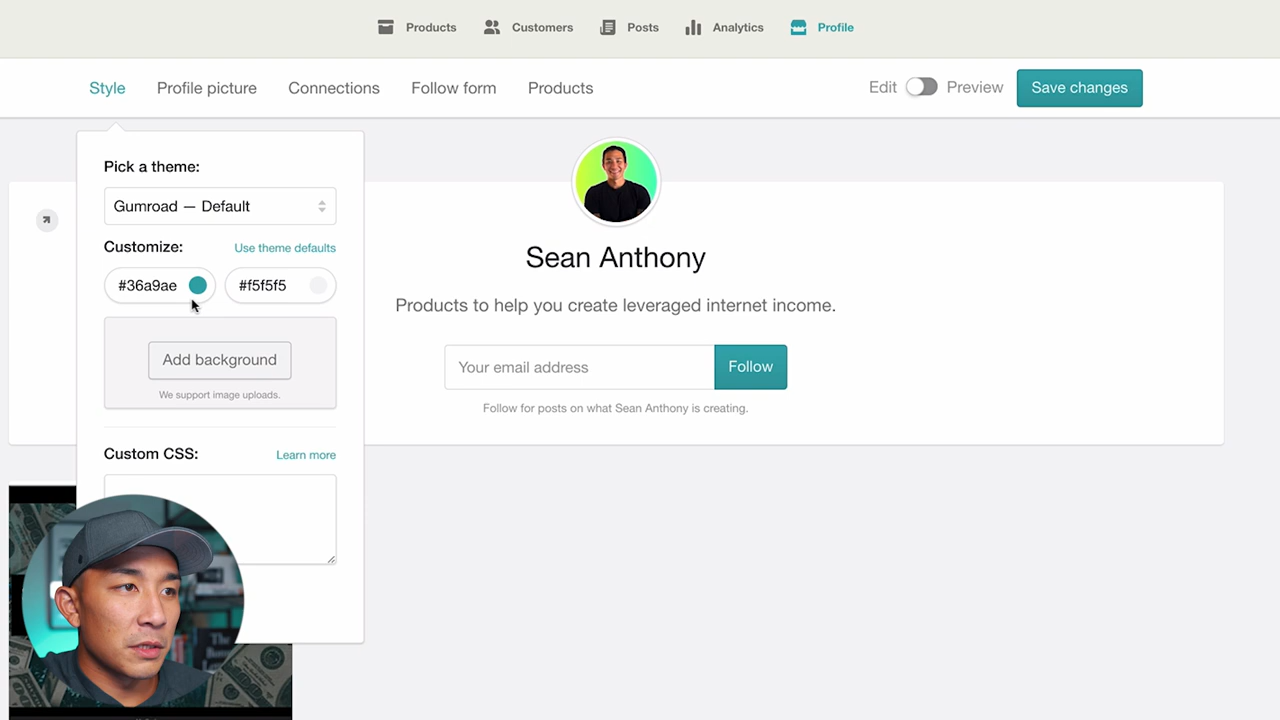 Products Customers Posts Analytics Profile
Style Profile picture Connections Follow form Products Edit Preview Save changes
Pick a theme:
Gumroad — Default
Customize: Use theme defaults
#36a9ae #f5f5f5
Add background
We support image uploads.
Custom CSS: Learn more
Sean Anthony
Products to help you create leveraged internet income.
Your email address Follow
Follow for posts on what Sean Anthony is creating.